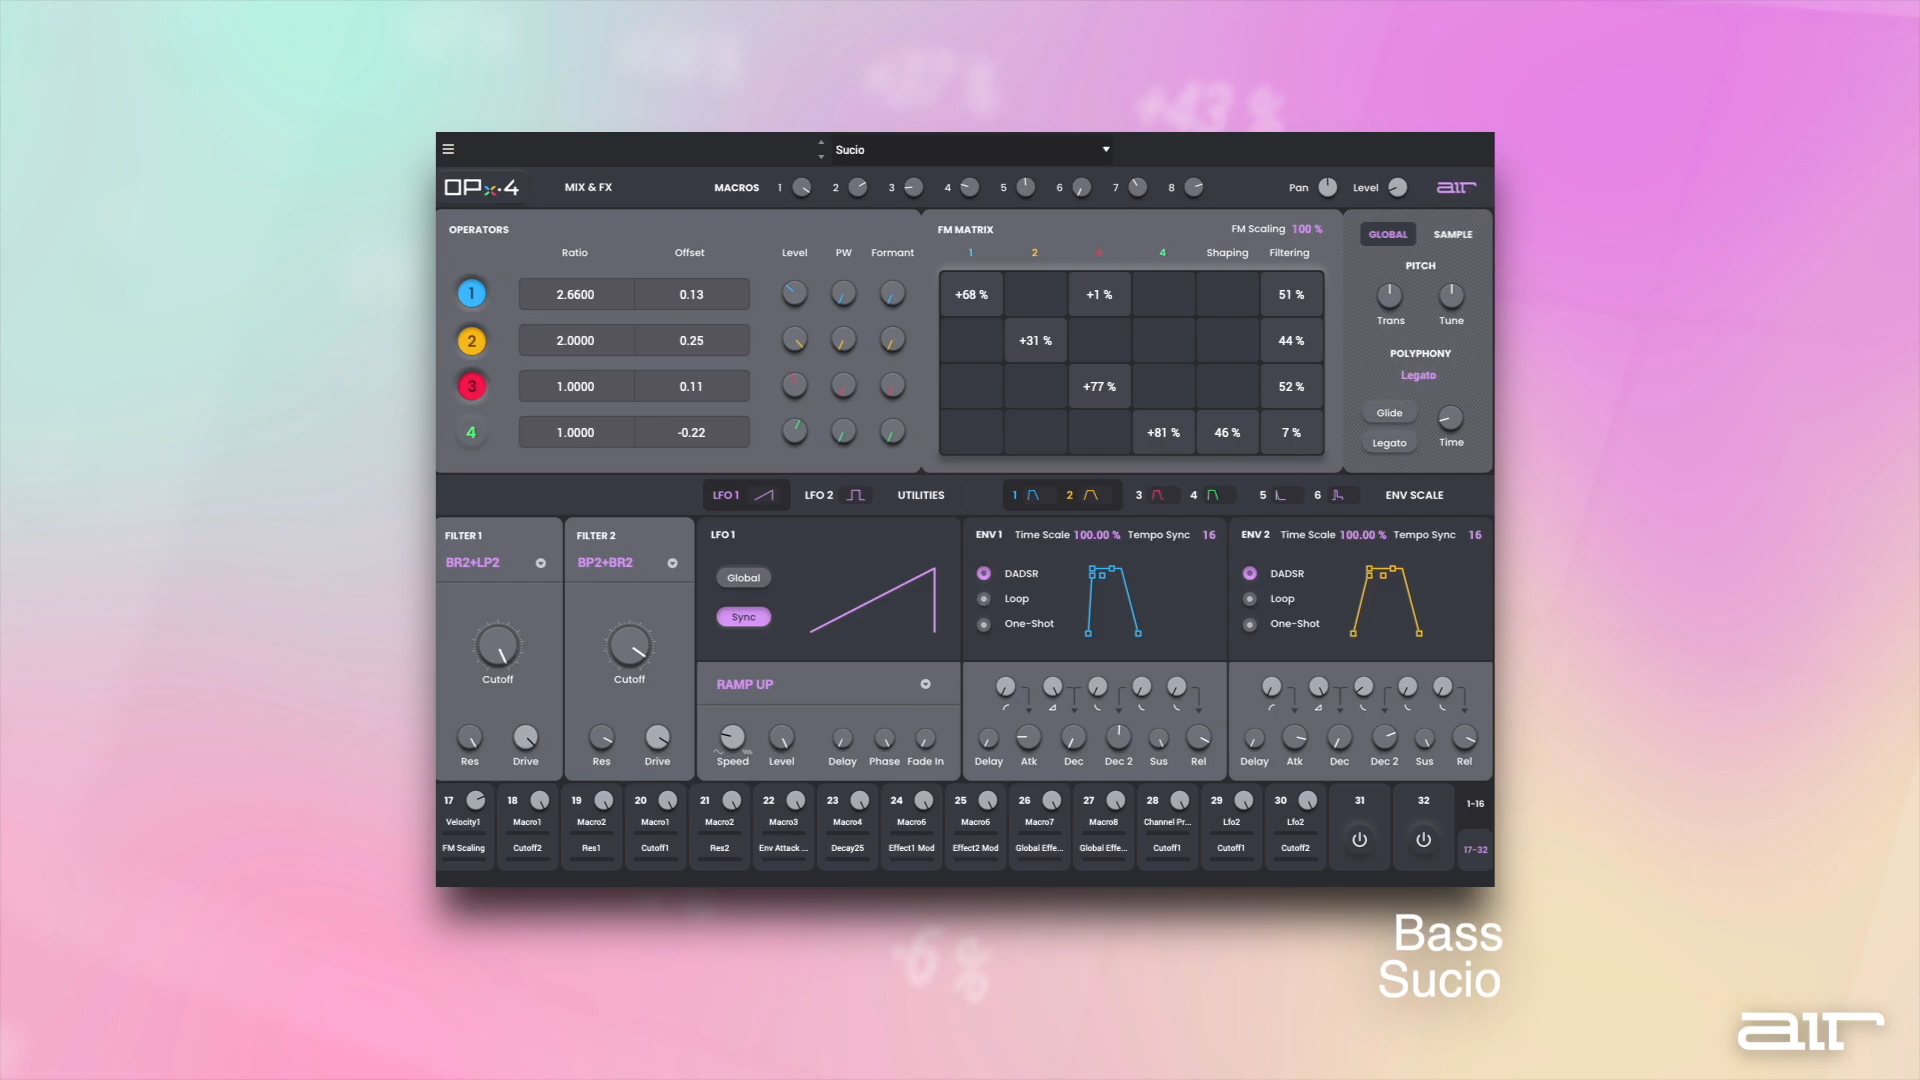 +37 %
+43 %
Sucio
OPx·4 MIX & FX MACROS 1 2 3 4 5 6 7 8 Pan Level air
OPERATORS
Ratio Offset Level PW Formant
1 2.6600 0.13
2 2.0000 0.25
3 1.0000 0.11
4 1.0000 -0.22
FM MATRIX FM Scaling 100 %
1 2 3 4 Shaping Filtering
+68 % +1 % 51 %
+31 % 44 %
+77 % 52 %
+81 % 46 % 7 %
GLOBAL SAMPLE
PITCH
Trans Tune
POLYPHONY
Legato
Glide
Legato Time
LFO 1 LFO 2 UTILITIES 1 2 3 4 5 6 ENV SCALE
FILTER 1
BR2+LP2
Cutoff
Res Drive
FILTER 2
BP2+BR2
Cutoff
Res Drive
LFO 1
Global
Sync
RAMP UP
Speed Level Delay Phase Fade In
ENV 1 Time Scale 100.00 % Tempo Sync 16
DADSR
Loop
One-Shot
Delay Atk Dec Dec 2 Sus Rel
ENV 2 Time Scale 100.00 % Tempo Sync 16
DADSR
Loop
One-Shot
Delay Atk Dec Dec 2 Sus Rel
17 18 19 20 21 22 23 24 25 26 27 28 29 30 31 32 1-16
Velocity1 Macro1 Macro2 Macro1 Macro2 Macro3 Macro4 Macro6 Macro6 Macro7 Macro8 Channel Pr... Lfo2 Lfo2
FM Scaling Cutoff2 Res1 Cutoff1 Res2 Env Attack ... Decay25 Effect1 Mod Effect2 Mod Global Effe... Global Effe... Cutoff1 Cutoff1 Cutoff2 17-32
Bass
Sucio
-6 %
air